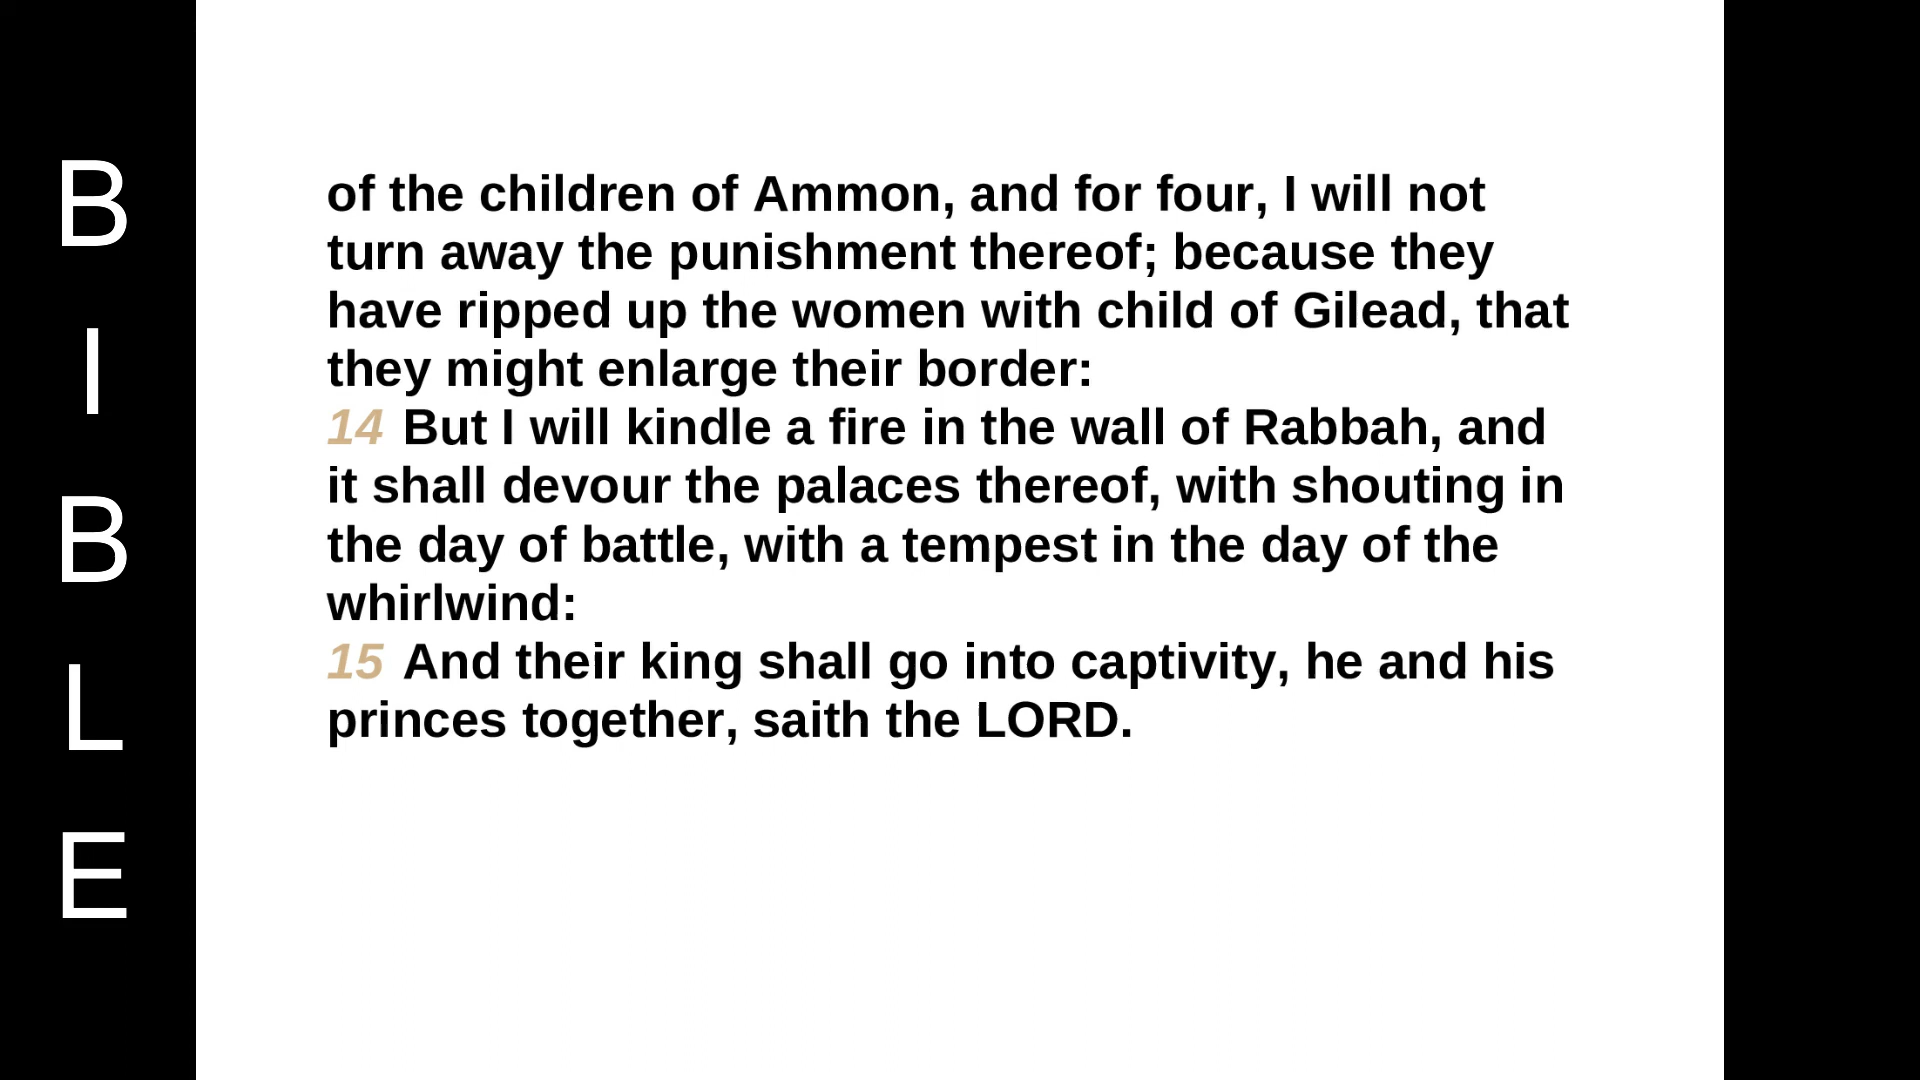 B
I
B
L
E
of the children of Ammon, and for four, I will not
turn away the punishment thereof; because they
have ripped up the women with child of Gilead, that
they might enlarge their border:
14 But I will kindle a fire in the wall of Rabbah, and
it shall devour the palaces thereof, with shouting in
the day of battle, with a tempest in the day of the
whirlwind:
15 And their king shall go into captivity, he and his
princes together, saith the LORD.